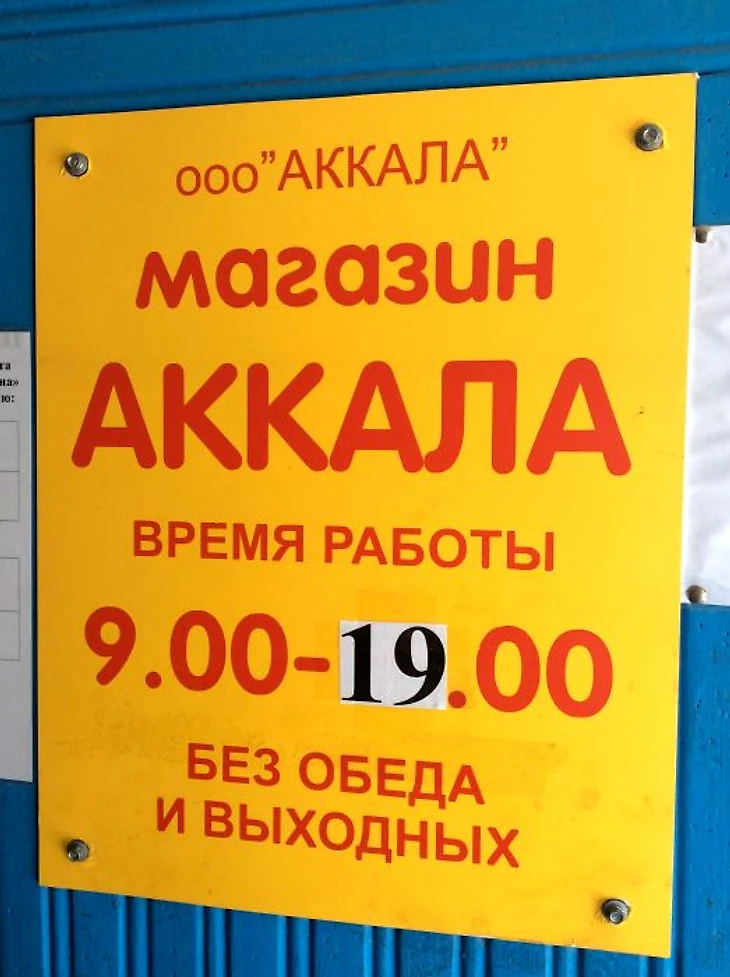 ооо"АККАЛА"
магазин
АККАЛА
ВРЕМЯ РАБОТЫ
9.00-19.00
БЕЗ ОБЕДА
И ВЫХОДНЫХ